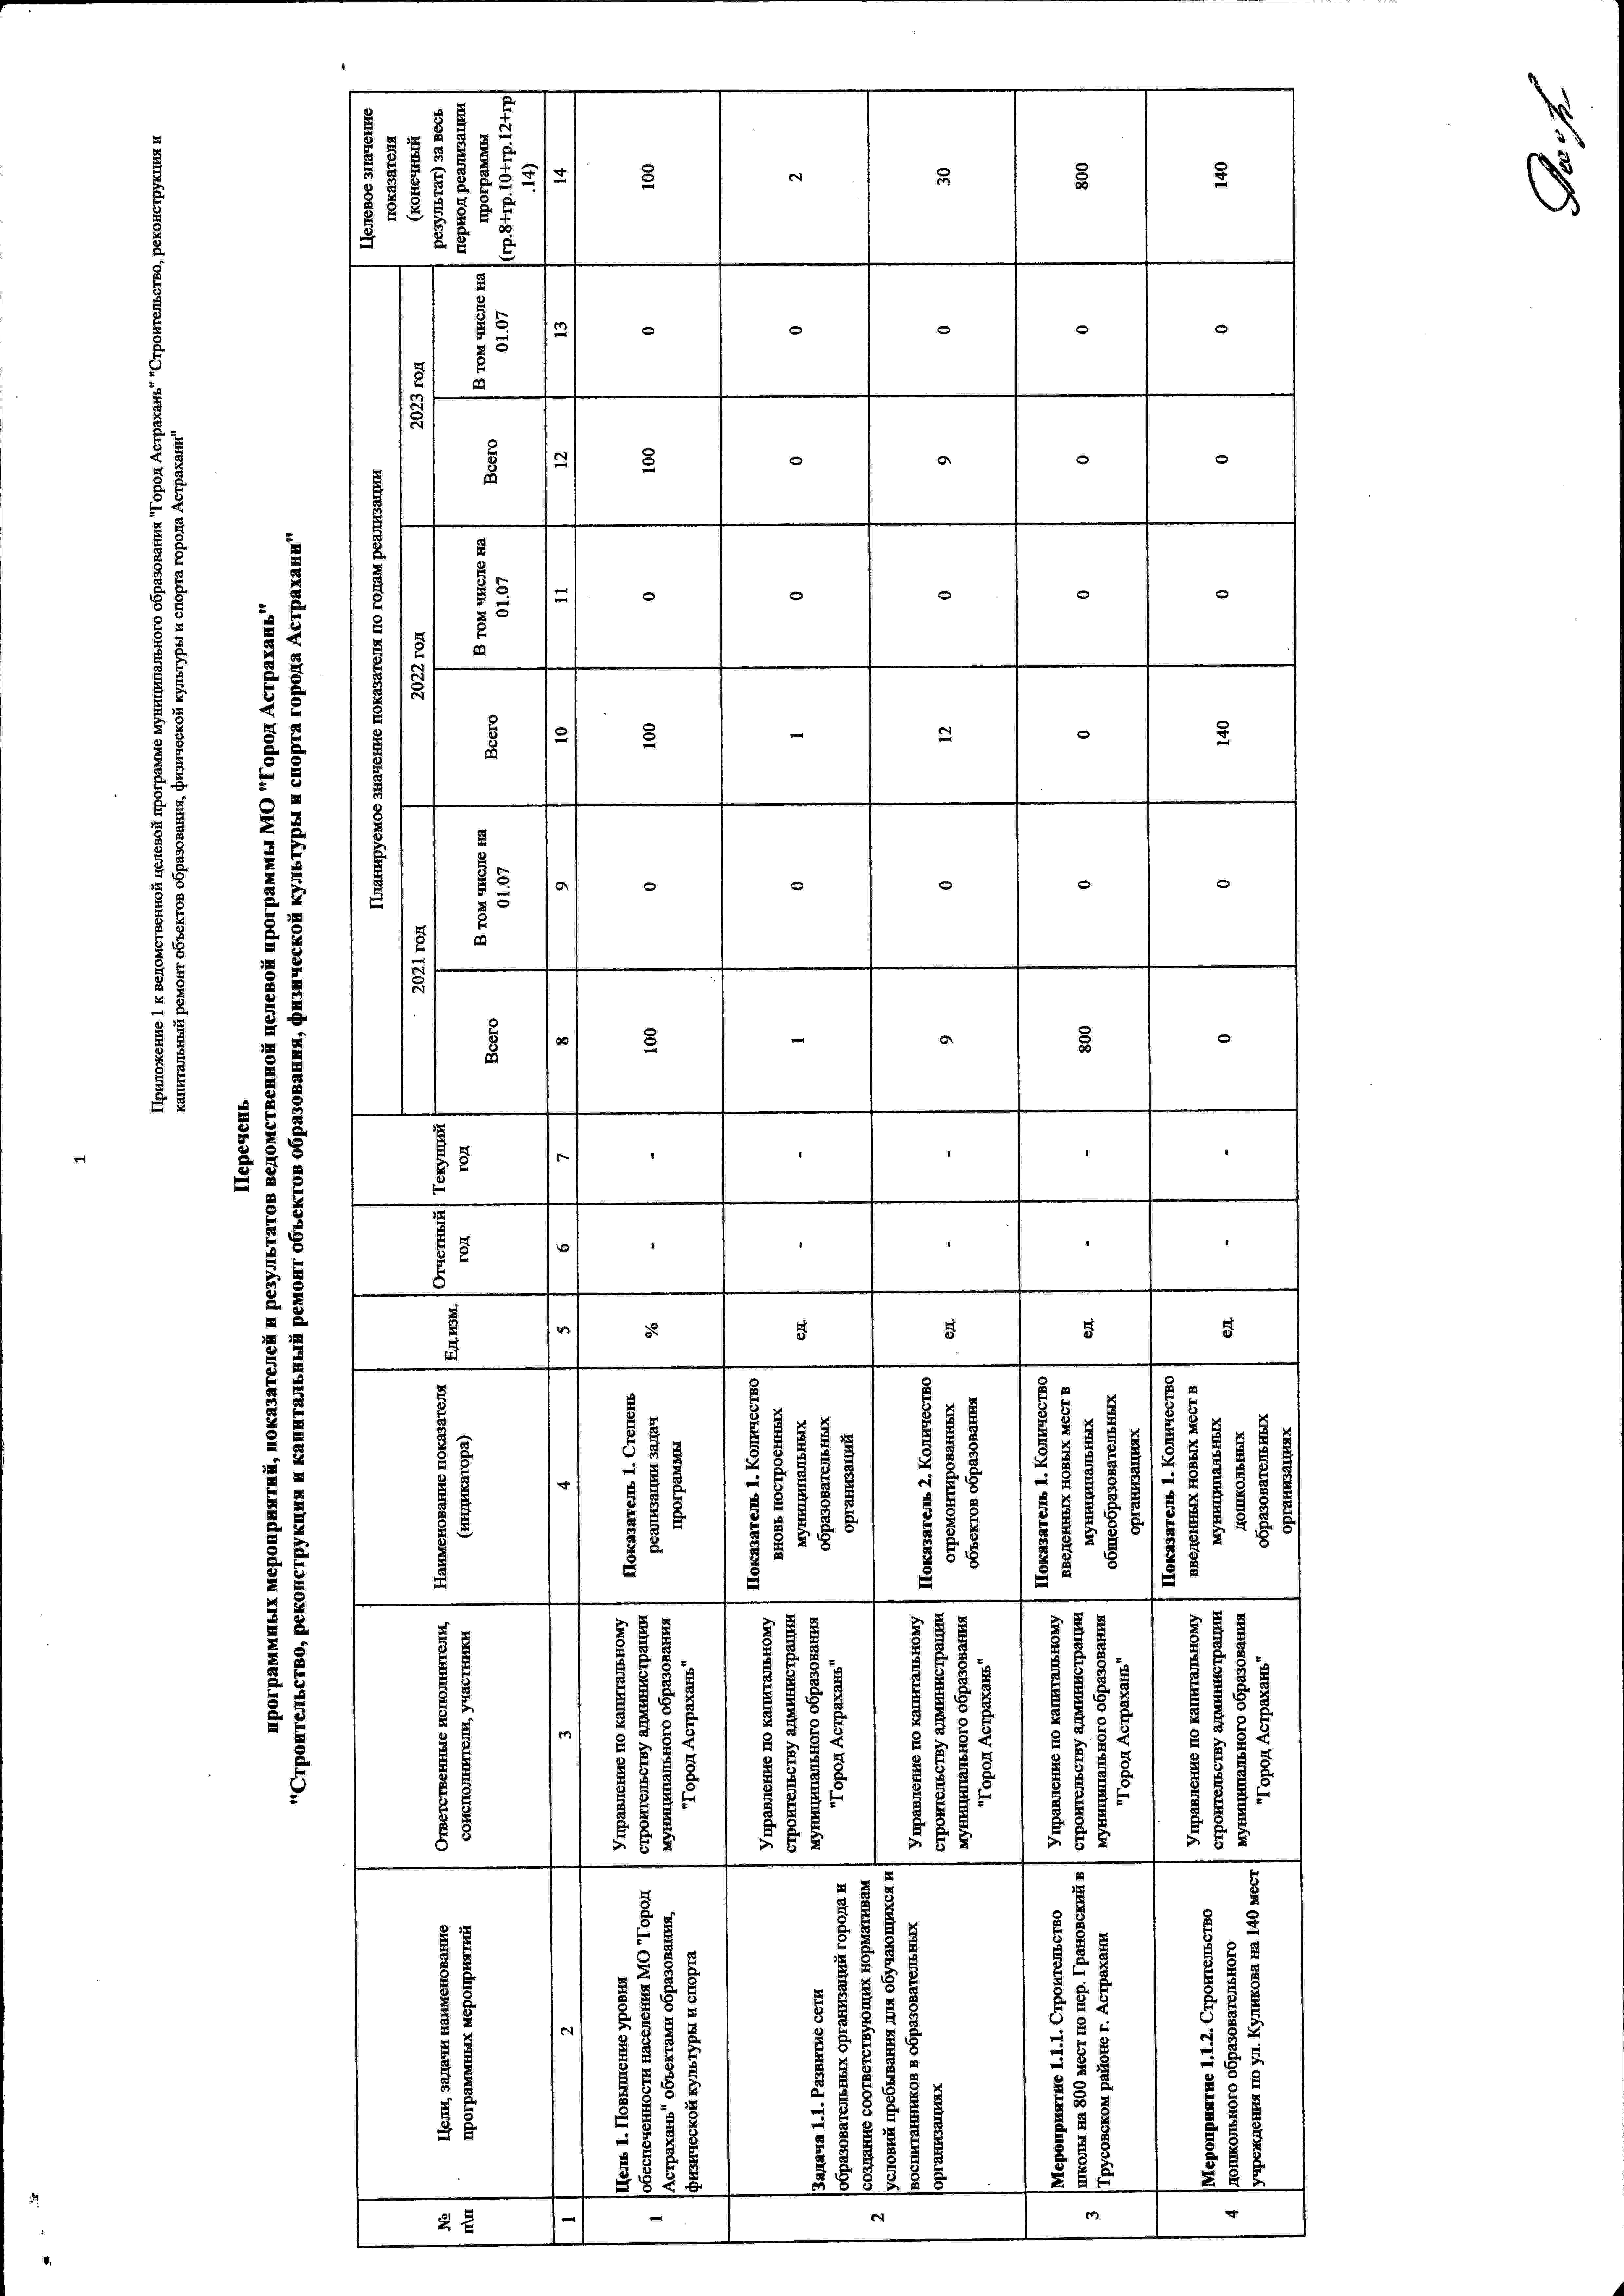 1
Приложение 1 к ведомственной целевой программе муниципального образования "Город Астрахань" "Строительство, реконструкция и
капитальный ремонт объектов образования, физической культуры и спорта города Астрахани"
Перечень
программных мероприятий, показателей и результатов ведомственной целевой программы МО "Город Астрахань"
"Строительство, реконструкция и капитальный ремонт объектов образования, физической культуры и спорта города Астрахани"
№
п\п
Цели, задачи наименование
программных мероприятий
Ответственные исполнители,
соисполнители, участники
Наименование показателя
(индикатора)
Ед.изм.
Отчетный
год
Текущий
год
Планируемое значение показателя по годам реализации
2021 год
2022 год
2023 год
Всего
В том числе на
01.07
Всего
В том числе на
01.07
Всего
В том числе на
01.07
Целевое значение
показателя
(конечный
результат) за весь
период реализации
программы
(гр.8+гр.10+гр.12+гр
.14)
1 2 3 4 5 6 7 8 9 10 11 12 13 14
1
Цель 1. Повышение уровня
обеспеченности населения МО "Город
Астрахань" объектами образования,
физической культуры и спорта
Управление по капитальному
строительству администрации
муниципального образования
"Город Астрахань"
Показатель 1. Степень
реализации задач
программы
% - - 100 0 100 0 100 0 100
2
Задача 1.1. Развитие сети
образовательных организаций города и
создание соответствующих нормативам
условий пребывания для обучающихся и
воспитанников в образовательных
организациях
Управление по капитальному
строительству администрации
муниципального образования
"Город Астрахань"
Показатель 1. Количество
вновь построенных
муниципальных
образовательных
организаций
ед. - - 1 0 1 0 0 0 2
Управление по капитальному
строительству администрации
муниципального образования
"Город Астрахань"
Показатель 2. Количество
отремонтированных
объектов образования
ед. - - 9 0 12 0 9 0 30
3
Мероприятие 1.1.1. Строительство
школы на 800 мест по пер. Грановский в
Трусовском районе г. Астрахани
Управление по капитальному
строительству администрации
муниципального образования
"Город Астрахань"
Показатель 1. Количество
введенных новых мест в
муниципальных
общеобразовательных
организациях
ед. - - 800 0 0 0 0 0 800
4
Мероприятие 1.1.2. Строительство
дошкольного образовательного
учреждения по ул. Куликова на 140 мест
Управление по капитальному
строительству администрации
муниципального образования
"Город Астрахань"
Показатель 1. Количество
введенных новых мест в
муниципальных
дошкольных
образовательных
организациях
ед. - - 0 0 140 0 0 0 140